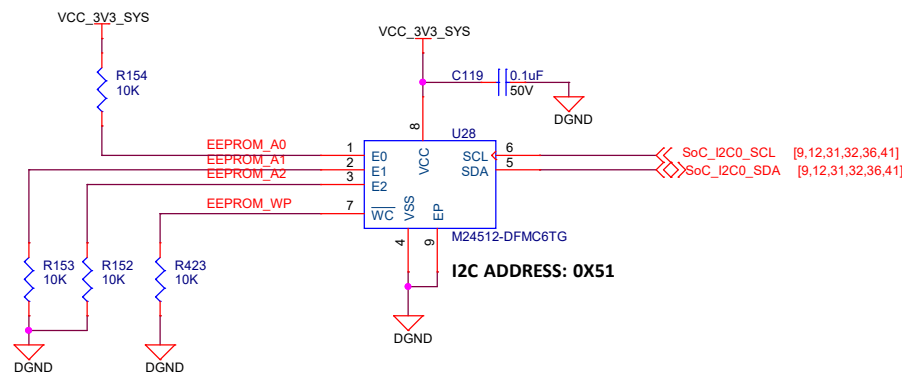 VCC_3V3_SYS
VCC_3V3_SYS
R154
10K
C119
0.1uF
50V
DGND
8
U28
EEPROM_A0
1
E0
VCC
SCL
6
SoC_I2C0_SCL [9,12,31,32,36,41]
EEPROM_A1
2
E1
SDA
5
SoC_I2C0_SDA [9,12,31,32,36,41]
EEPROM_A2
3
E2
EEPROM_WP
7
WC
VSS
EP
M24512-DFMC6TG
4
9
I2C ADDRESS: 0X51
R153
10K
R152
10K
R423
10K
DGND
DGND
DGND